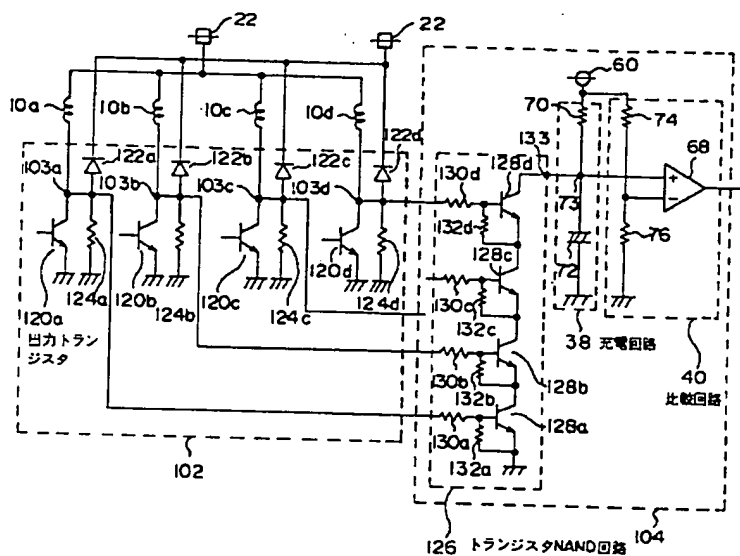 22
22
60
10a
10b
10c
10d
70
74
133
68
122a
122b
122c
122d
128d
103a
103b
103c
103d
130d
73
132d
76
128c
72
120a
出力トラン
ジスタ
124a
120b
124b
120c
124c
120d
124d
130c
132c
38 充電回路
130b
132b
128b
40
比較回路
130a
132a
128a
102
126 トランジスタNAND回路
104